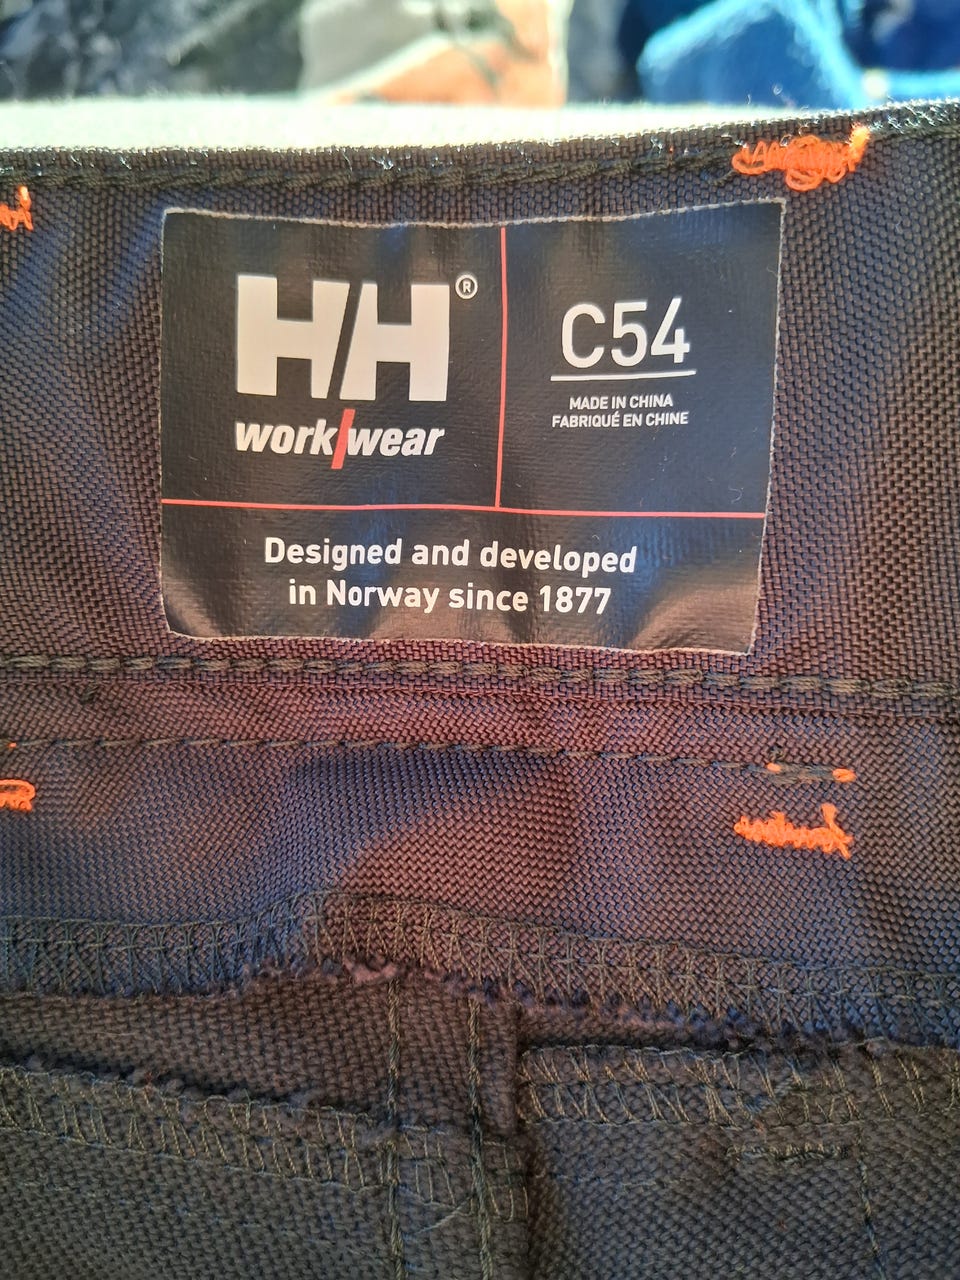 HH®
work/wear
C54
MADE IN CHINA
FABRIQUÉ EN CHINE
Designed and developed
in Norway since 1877